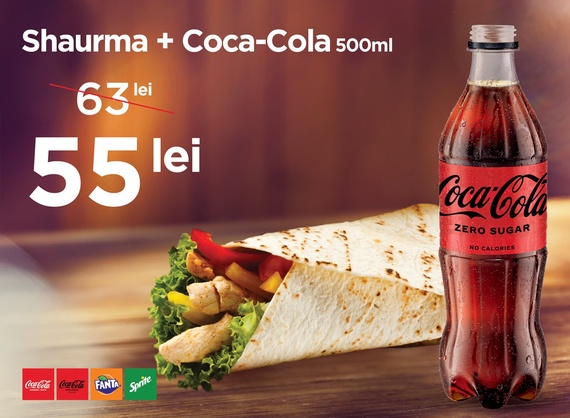 Shaurma + Coca-Cola 500ml
63 lei
55 lei
Coca-Cola
ZERO SUGAR
NO CALORIES
Coca-Cola
Coca-Cola
FANTA
Sprite